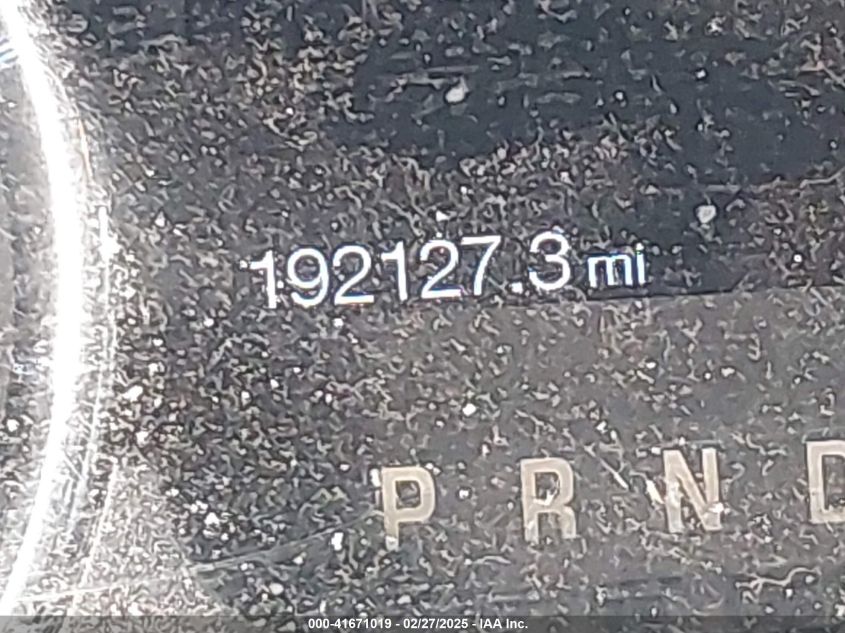 192127.3 mi
P R N D
000-41671019 - 02/27/2025 - IAA Inc.